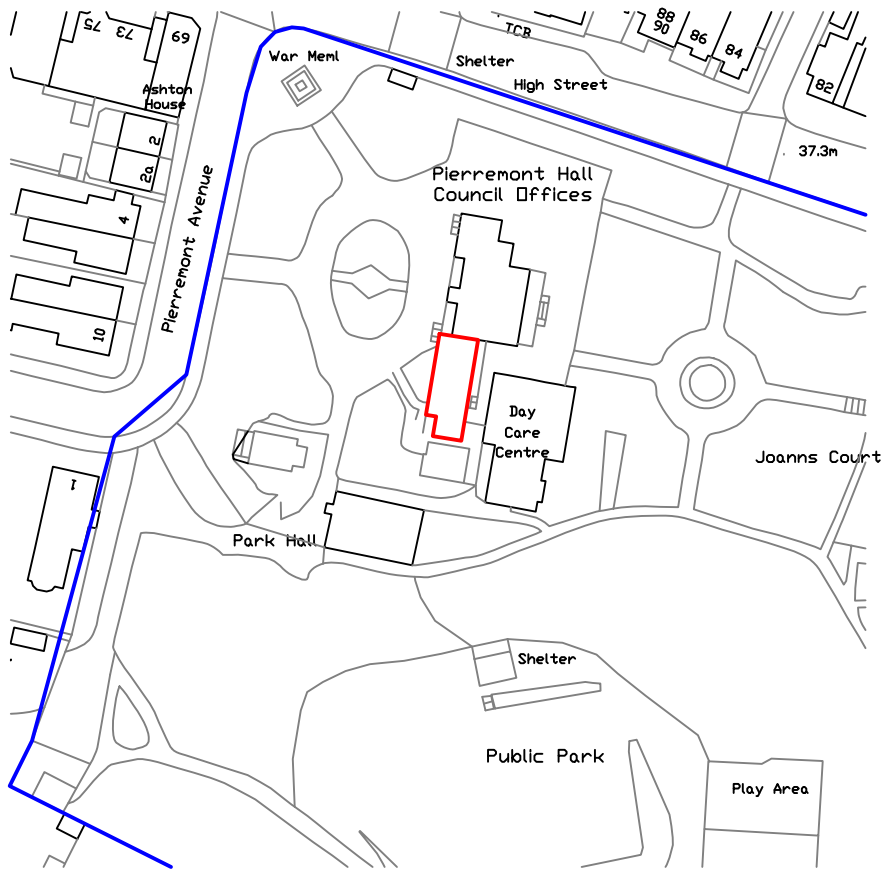 75
73
69
TCB
88
90
86
84
82
War Meml
Shelter
High Street
Ashton
House
2
2a
37.3m
Pierremont Hall
Council Offices
4
Pierremont Avenue
10
Day
Care
Centre
Joanns Court
1
Park Hall
Shelter
Public Park
Play Area